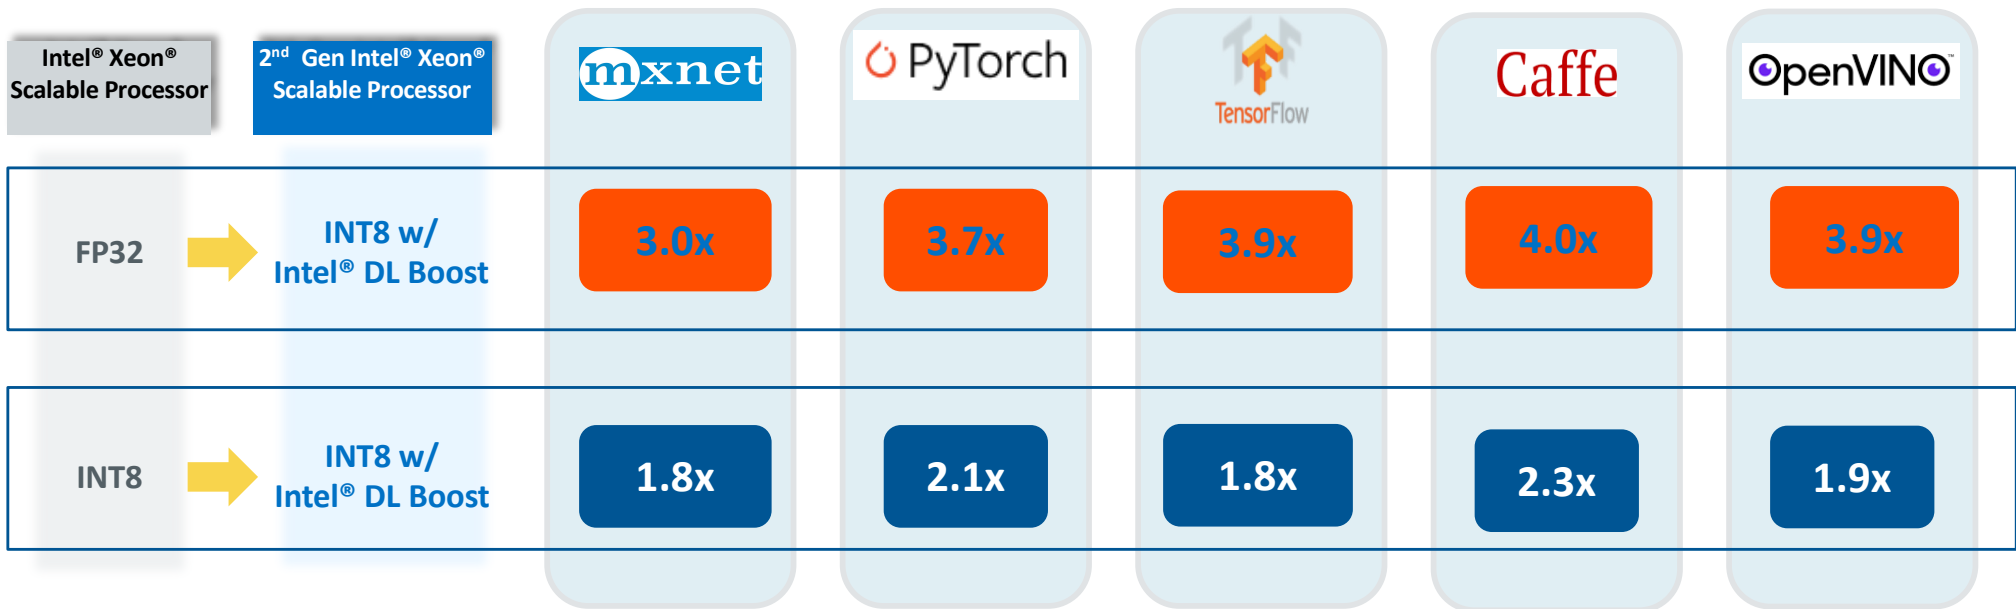 Intel® Xeon®
Scalable Processor
2nd Gen Intel® Xeon®
Scalable Processor
mxnet
PyTorch
TensorFlow
Caffe
OpenVINO™
FP32
INT8 w/
Intel® DL Boost
3.0x
3.7x
3.9x
4.0x
3.9x
INT8
INT8 w/
Intel® DL Boost
1.8x
2.1x
1.8x
2.3x
1.9x